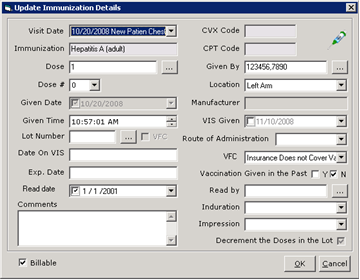 Update Immunization Details
Visit Date 10/20/2008 New Patien Chec
Immunization Hepatitis A (adult)
Dose 1 ...
Dose # 0
Given Date 10/20/2008
Given Time 10:57:01 AM
Lot Number ... VFC
Date On VIS
Exp. Date
Read date 1 / 1 /2001
Comments
Billable
CVX Code
CPT Code
Given By 123456,7890 ...
Location Left Arm
Manufacturer
VIS Given 11/10/2008
Route of Administration
VFC Insurance Does not Cover Va
Vaccination Given in the Past Y N
Read by ...
Induration
Impression
Decrement the Doses in the Lot
OK Cancel